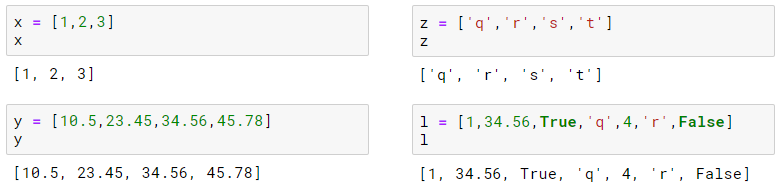 x = [1,2,3]
x
[1, 2, 3]
y = [10.5,23.45,34.56,45.78]
y
[10.5, 23.45, 34.56, 45.78]
z = ['q','r','s','t']
z
['q', 'r', 's', 't']
l = [1,34.56,True,'q',4,'r',False]
l
[1, 34.56, True, 'q', 4, 'r', False]